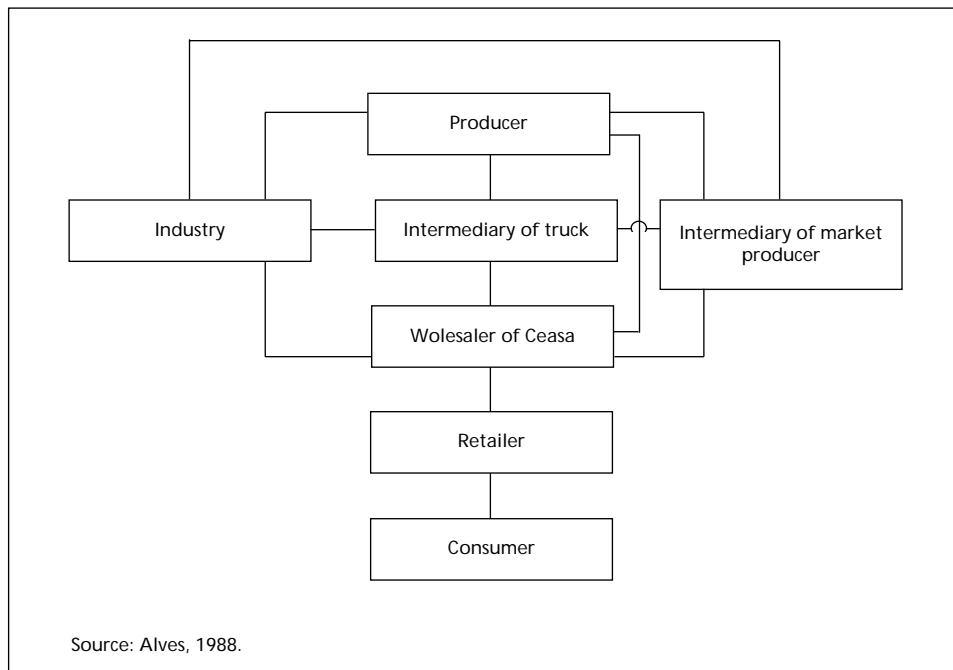 Producer
Industry
Intermediary of truck
Intermediary of market
producer
Wolesaler of Ceasa
Retailer
Consumer
Source: Alves, 1988.